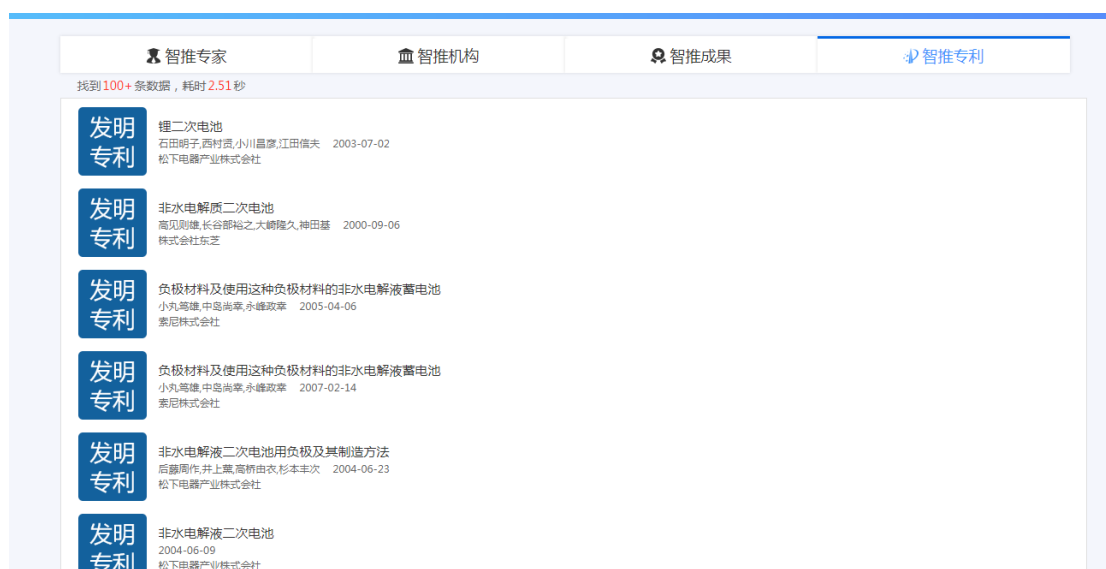 智推专家 智推机构 智推成果 智推专利
找到100+条数据，耗时2.51秒
发明专利
锂二次电池
石田明子,西村贤,小川昌彦,江田信夫 2003-07-02
松下电器产业株式会社
发明专利
非水电解质二次电池
高见则雄,长谷部裕之,大崎隆久,神田基 2000-09-06
株式会社东芝
发明专利
负极材料及使用这种负极材料的非水电解液蓄电池
小丸笃雄,中岛尚幸,永峰政幸 2005-04-06
索尼株式会社
发明专利
负极材料及使用这种负极材料的非水电解液蓄电池
小丸笃雄,中岛尚幸,永峰政幸 2007-02-14
索尼株式会社
发明专利
非水电解液二次电池用负极及其制造方法
后藤周作,井上薰,高桥由衣,杉本丰次 2004-06-23
松下电器产业株式会社
发明专利
非水电解液二次电池
2004-06-09
松下电器产业株式会社